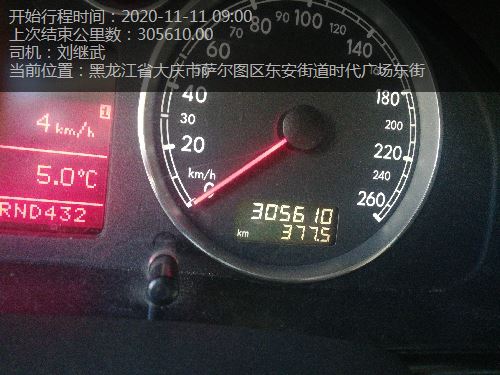 开始行程时间：2020-11-11 09:00
上次结束公里数：305610.00
司机：刘继武
当前位置：黑龙江省大庆市萨尔图区东安街道时代广场东街
1
4 km/h
5.0°C
RND432
0
20
30
40
60
80
100
120
140
180
200
220
240
260
km/h
305610
km 377.5